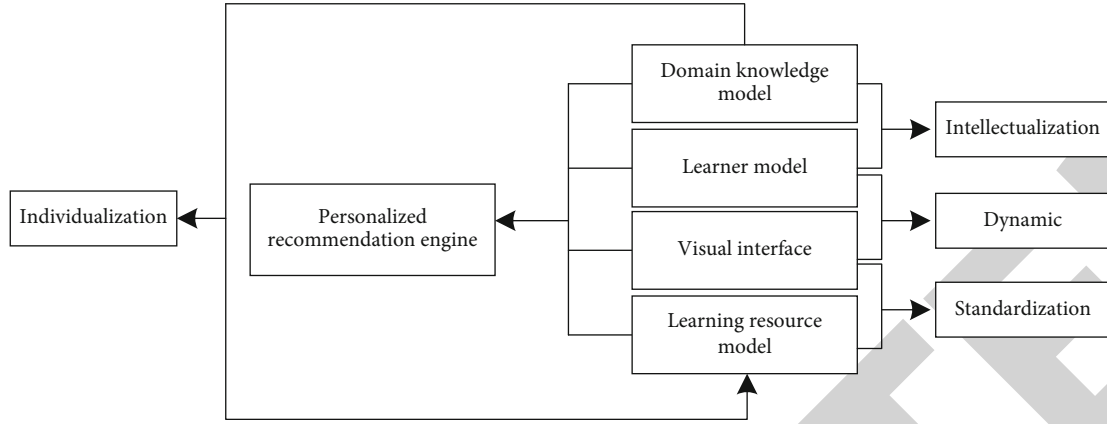 Domain knowledge
model
Intellectualization
Learner model
Individualization
Personalized
recommendation engine
Dynamic
Visual interface
Standardization
Learning resource
model